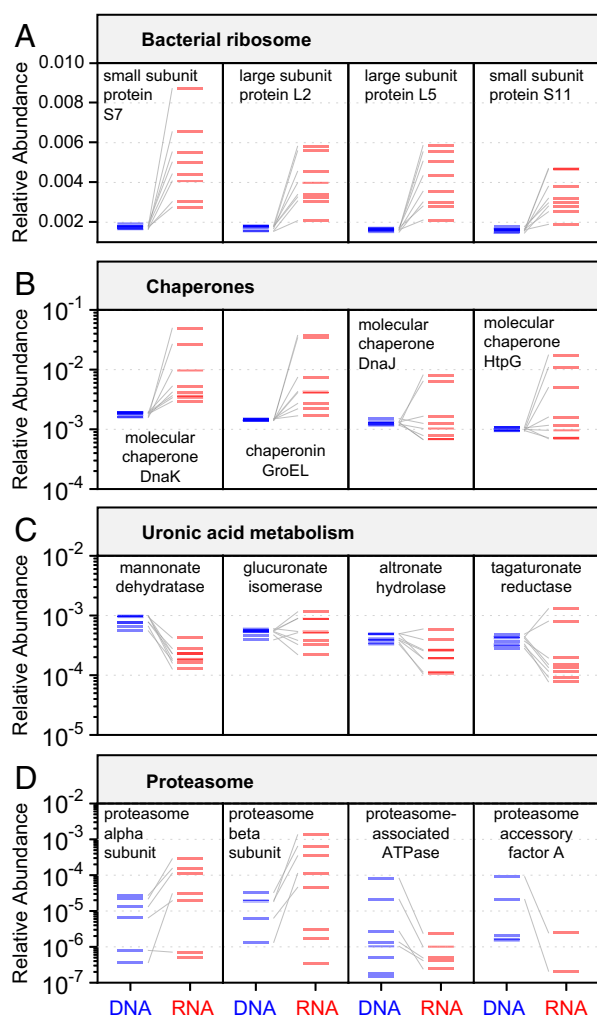 A
Bacterial ribosome
Relative Abundance
0.010
0.008
0.006
0.004
0.002
small subunit
protein
S7
large subunit
protein L2
large subunit
protein L5
small subunit
protein S11
B
Chaperones
Relative Abundance
10-1
10-2
10-3
10-4
molecular
chaperone
DnaK
chaperonin
GroEL
molecular
chaperone
DnaJ
molecular
chaperone
HtpG
C
Uronic acid metabolism
Relative Abundance
10-2
10-3
10-4
10-5
mannonate
dehydratase
glucuronate
isomerase
altronate
hydrolase
tagaturonate
reductase
D
Proteasome
Relative Abundance
10-2
10-3
10-4
10-5
10-6
10-7
proteasome
alpha
subunit
proteasome
beta
subunit
proteasome-
associated
ATPase
proteasome
accessory
factor A
DNA RNA DNA RNA DNA RNA DNA RNA